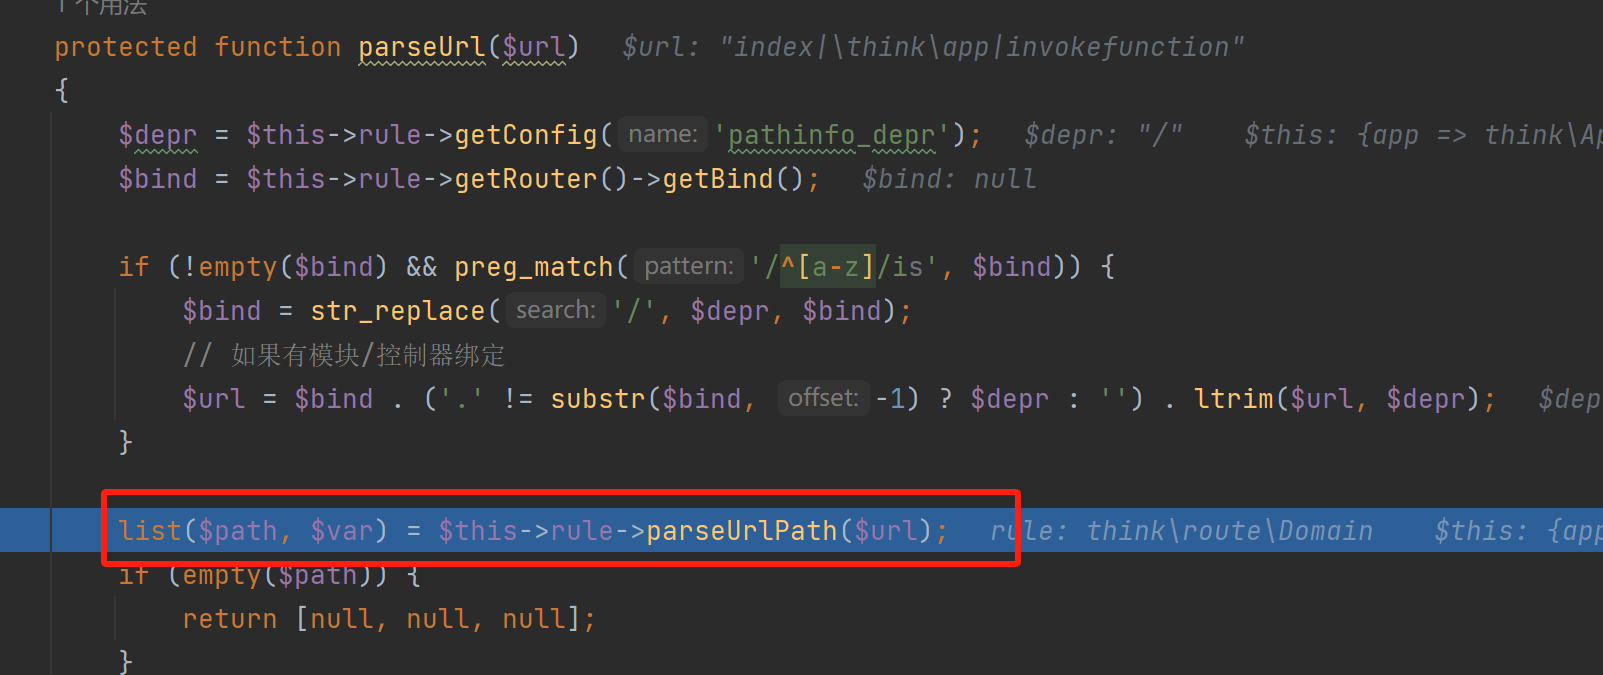 个用法
protected function parseUrl($url)   $url: "index|\think\app|invokefunction"
{
    $depr = $this->rule->getConfig( name: 'pathinfo_depr');   $depr: "/"    $this: {app => think\Ap
    $bind = $this->rule->getRouter()->getBind();   $bind: null
    if (!empty($bind) && preg_match( pattern: '/^[a-z]/is', $bind)) {
        $bind = str_replace( search: '/', $depr, $bind);
        // 如果有模块/控制器绑定
        $url = $bind . ('.' != substr($bind, offset: -1) ? $depr : '') . ltrim($url, $depr);   $dep
    }
    list($path, $var) = $this->rule->parseUrlPath($url);   rule: think\route\Domain    $this: {app
    if (empty($path)) {
        return [null, null, null];
    }